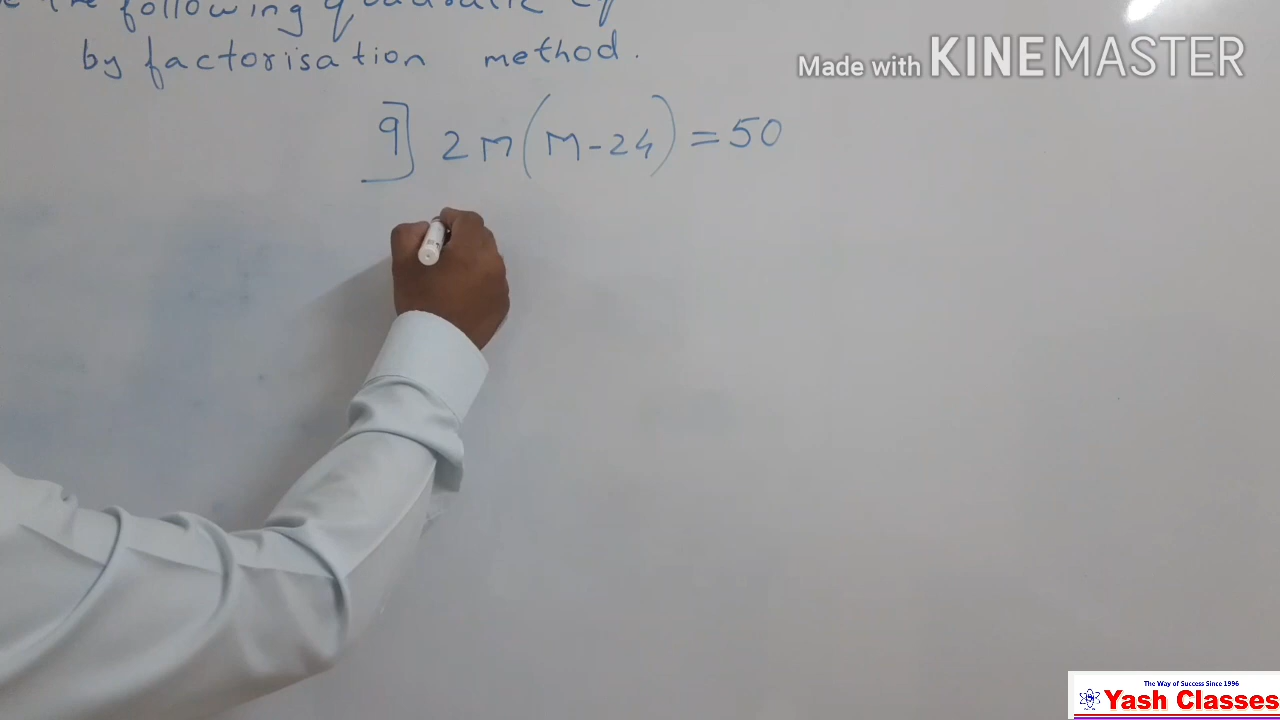 the following
by factorisation method.
9] 2m(m-24) = 50
Made with KINEMASTER
The Way of Success Since 1996
Yash Classes